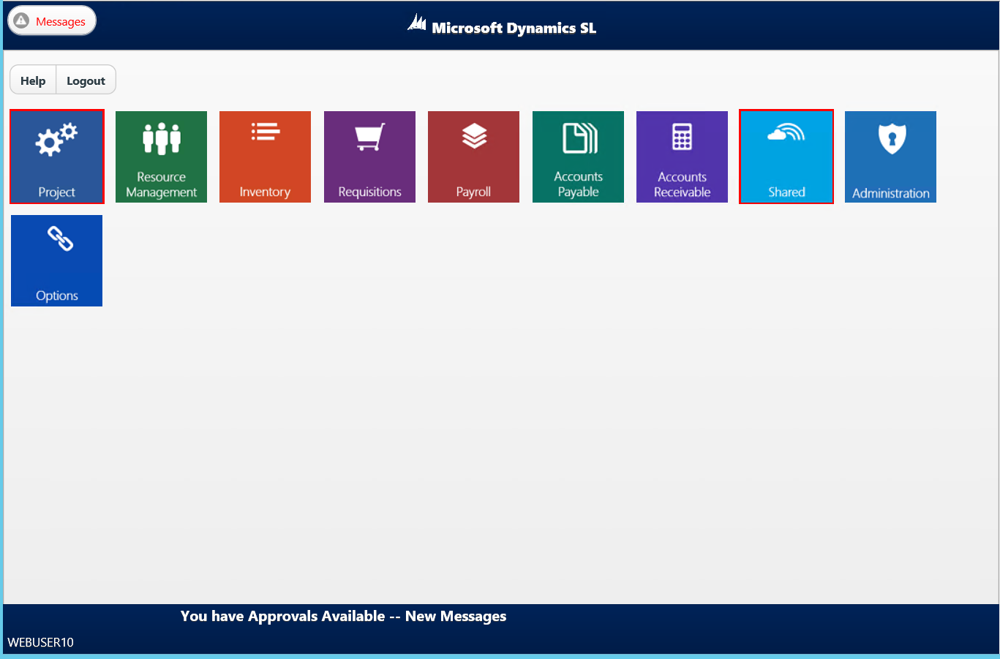 Messages
Microsoft Dynamics SL
Help
Logout
Project
Resource
Management
Inventory
Requisitions
Payroll
Accounts
Payable
Accounts
Receivable
Shared
Administration
Options
You have Approvals Available -- New Messages
WEBUSER10